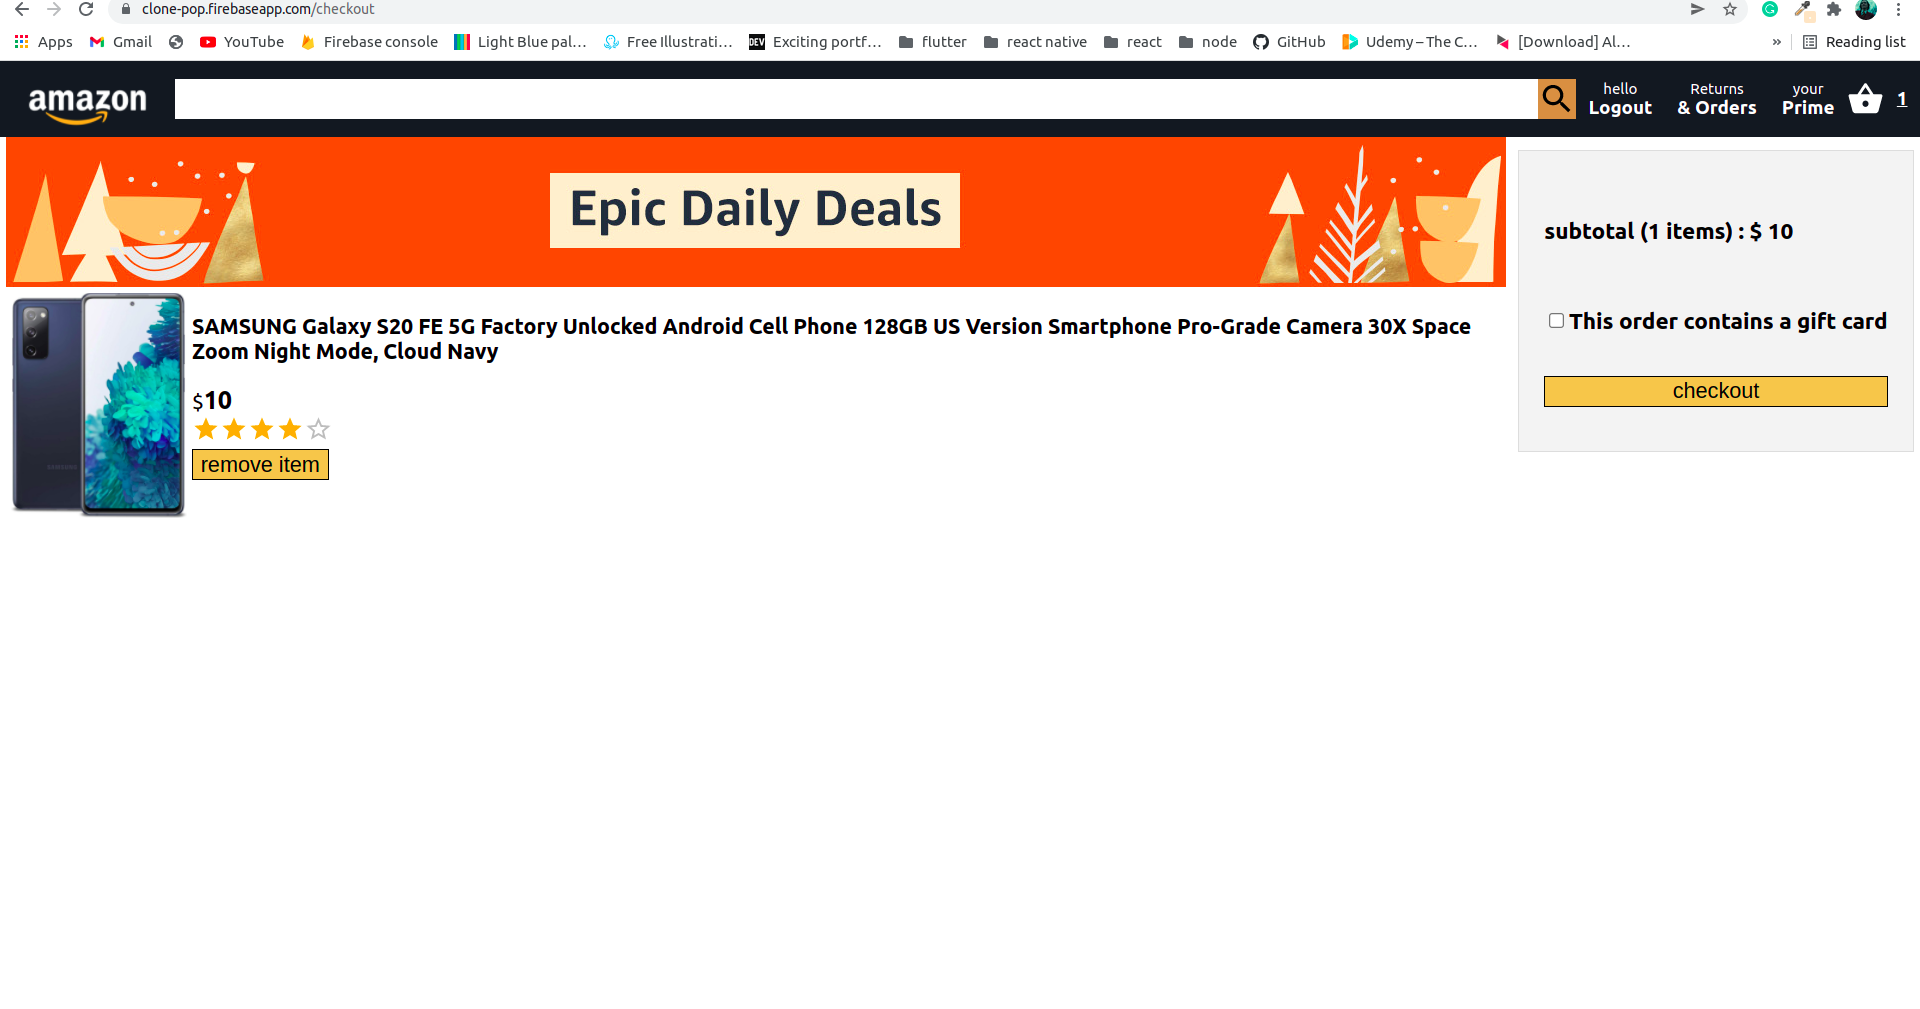 clone-pop.firebaseapp.com/checkout
Apps Gmail YouTube Firebase console Light Blue pal... Free Illustrati... DEV Exciting portf... flutter react native react node GitHub Udemy – The C... [Download] Al... » Reading list
amazon
hello
Logout
Returns
& Orders
your
Prime
1
Epic Daily Deals
SAMSUNG Galaxy S20 FE 5G Factory Unlocked Android Cell Phone 128GB US Version Smartphone Pro-Grade Camera 30X Space
Zoom Night Mode, Cloud Navy
$10
remove item
subtotal (1 items) : $ 10
This order contains a gift card
checkout